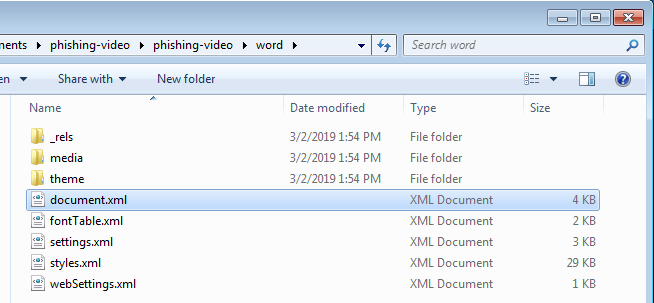 ments ▸ phishing-video ▸ phishing-video ▸ word ▸ Search word
en Share with New folder
Name Date modified Type Size
_rels 3/2/2019 1:54 PM File folder
media 3/2/2019 1:54 PM File folder
theme 3/2/2019 1:54 PM File folder
document.xml XML Document 4 KB
fontTable.xml XML Document 2 KB
settings.xml XML Document 3 KB
styles.xml XML Document 29 KB
webSettings.xml XML Document 1 KB